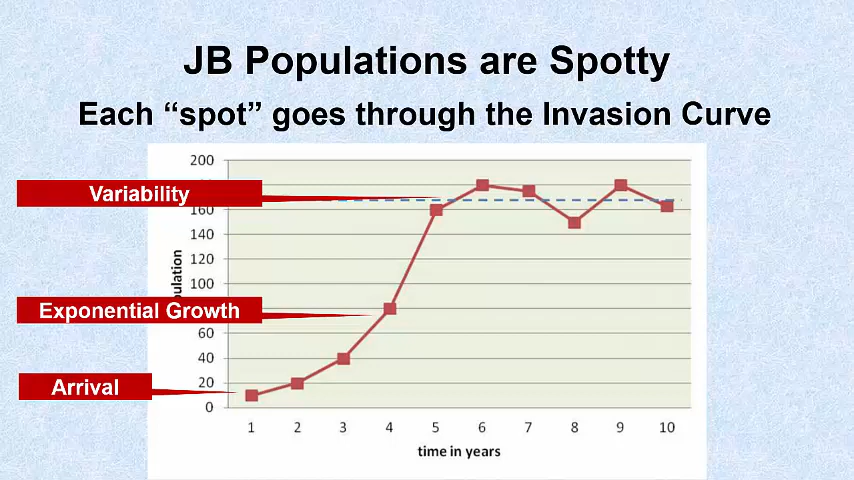 JB Populations are Spotty
Each “spot” goes through the Invasion Curve
200
Variability
160
140
120
100
Exponential Growth
60
40
Arrival
20
0
1 2 3 4 5 6 7 8 9 10
time in years